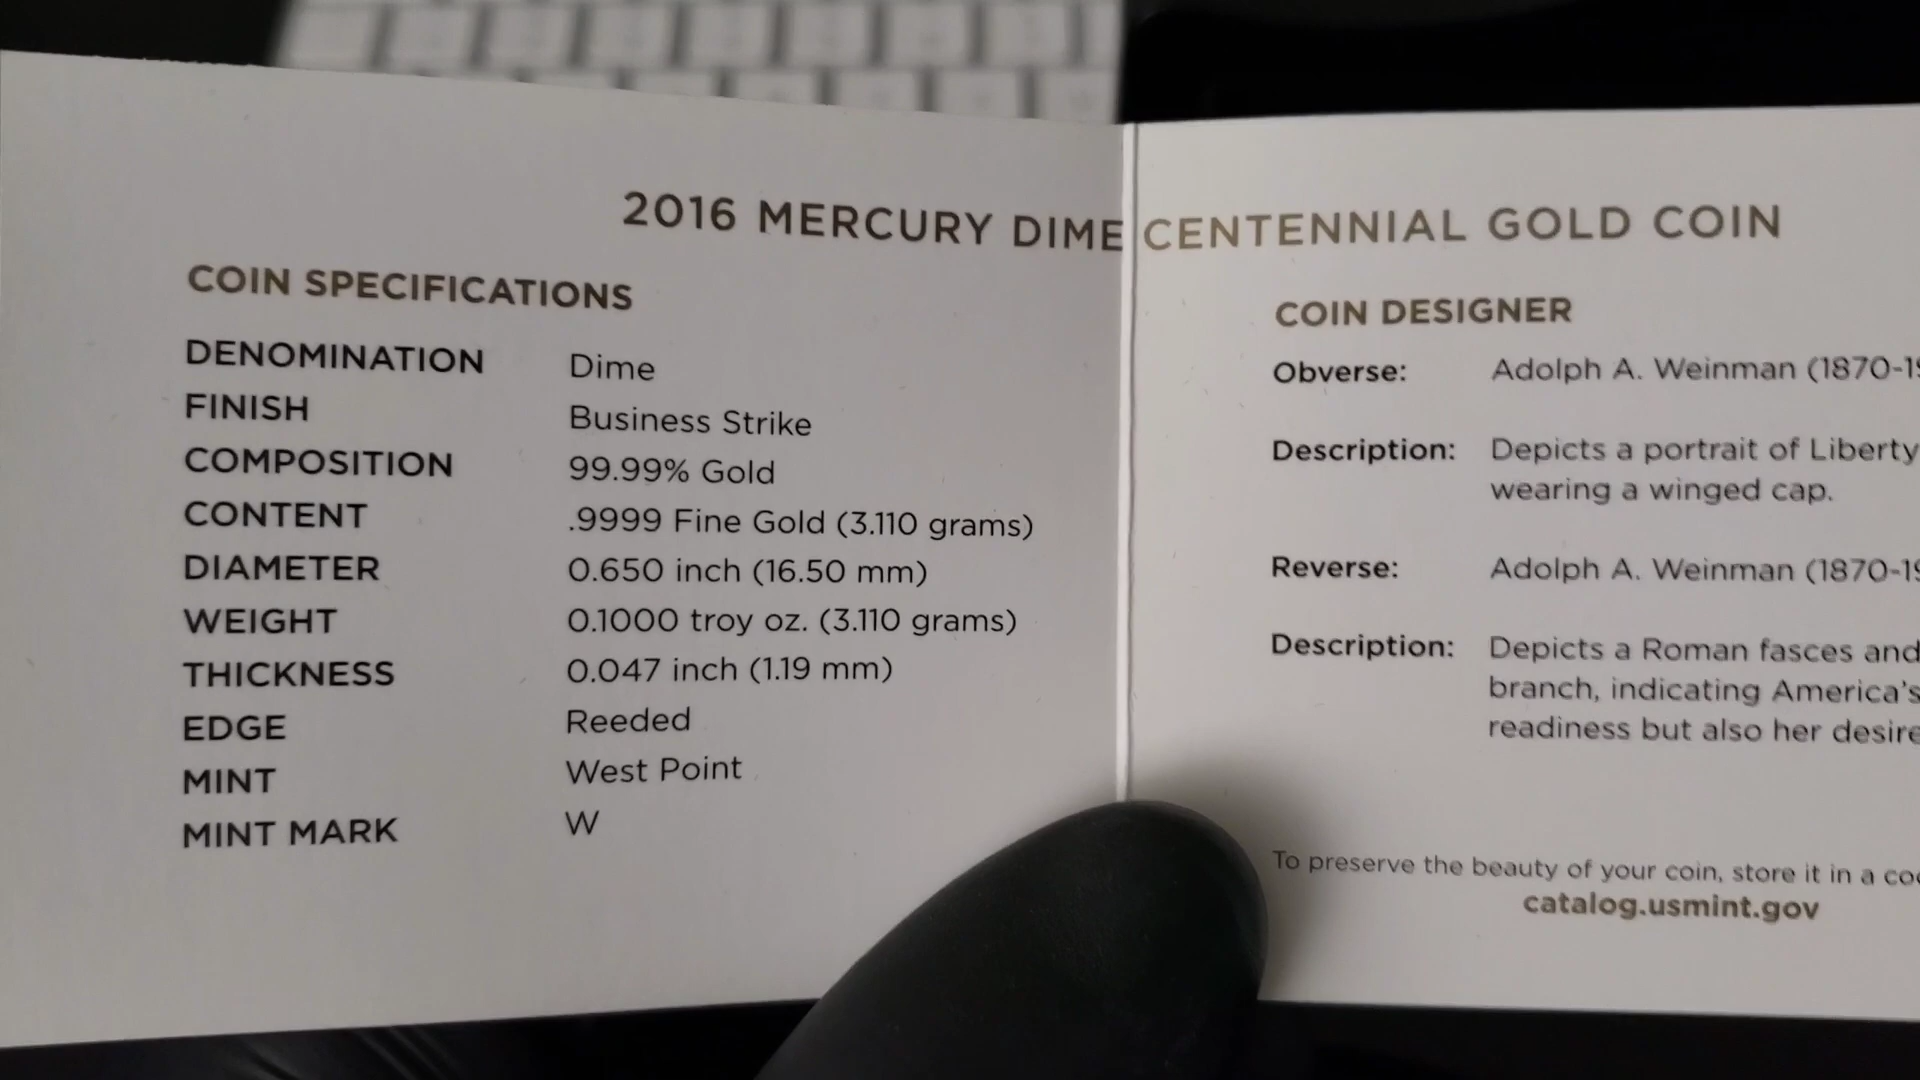 2016 MERCURY DIME CENTENNIAL GOLD COIN
COIN SPECIFICATIONS
DENOMINATION Dime
FINISH Business Strike
COMPOSITION 99.99% Gold
CONTENT .9999 Fine Gold (3.110 grams)
DIAMETER 0.650 inch (16.50 mm)
WEIGHT 0.1000 troy oz. (3.110 grams)
THICKNESS 0.047 inch (1.19 mm)
EDGE Reeded
MINT West Point
MINT MARK W
COIN DESIGNER
Obverse: Adolph A. Weinman
Description: Depicts a portrait of Liberty
wearing a winged cap.
Reverse: Adolph A. Weinman
Description: Depicts a Roman fasces and
branch, indicating America's
readiness but also her desire
To preserve the beauty of your coin, store it in a
catalog.usmint.gov